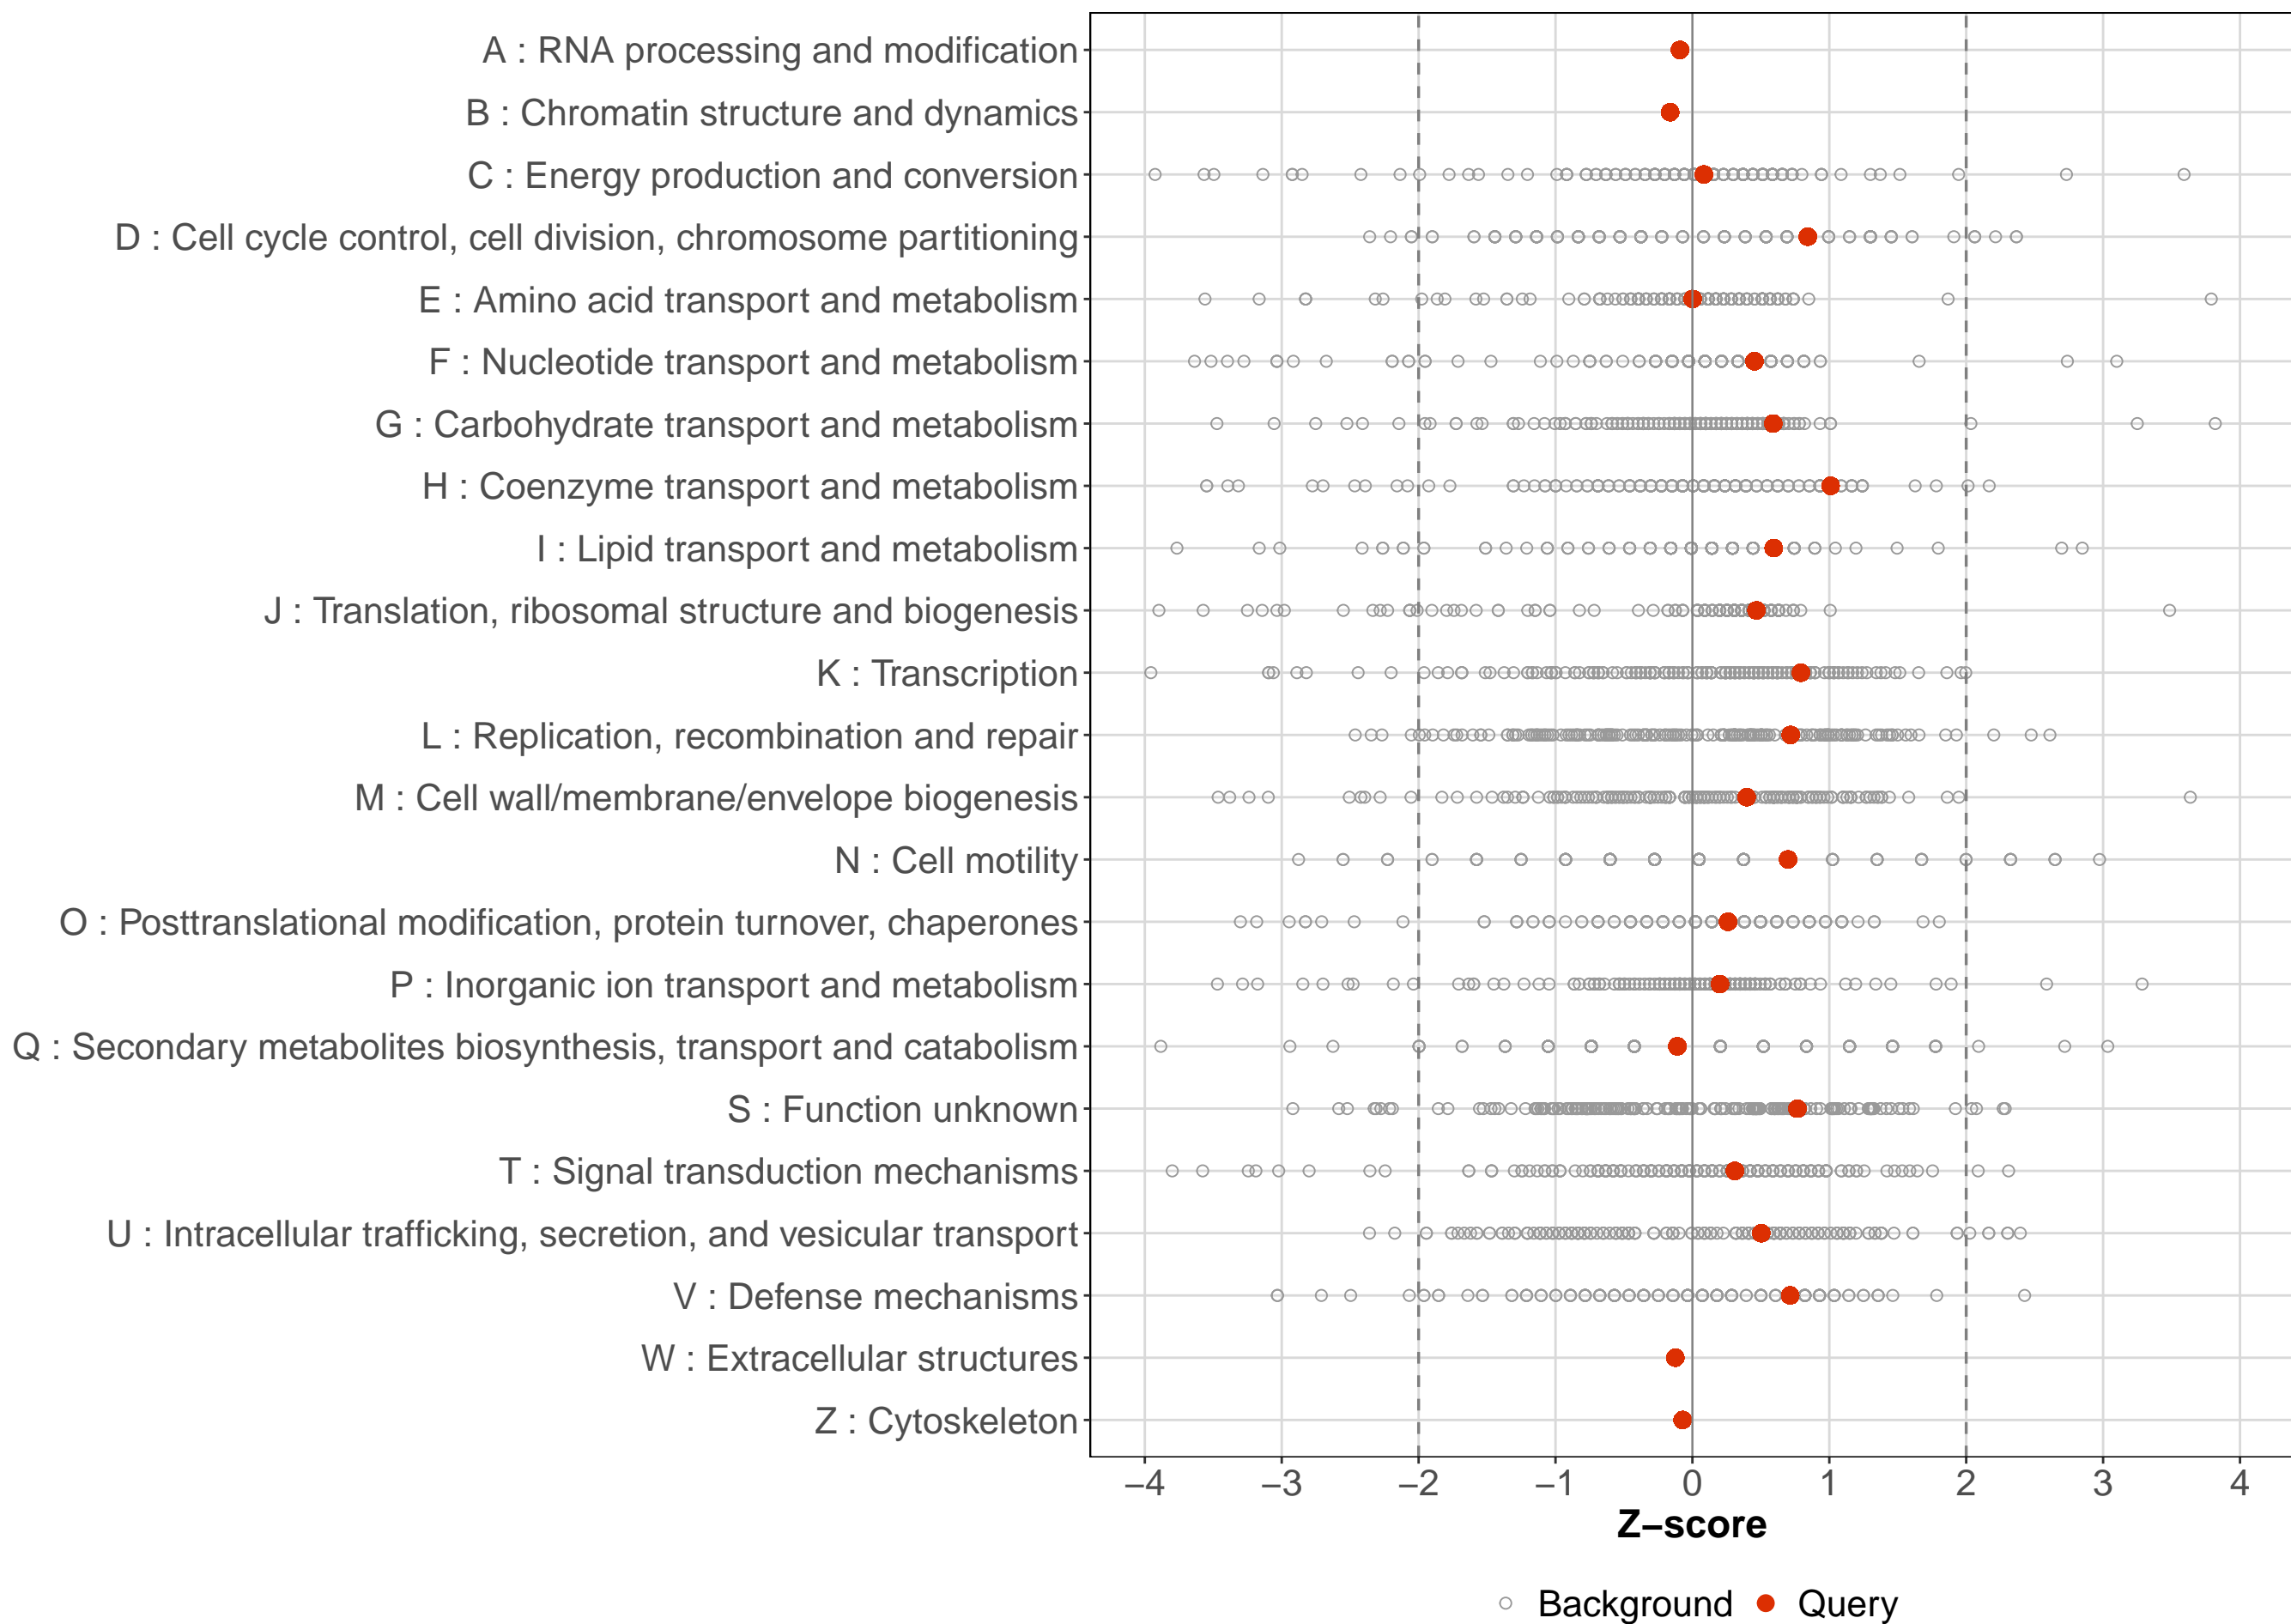 A : RNA processing and modification
B : Chromatin structure and dynamics
C : Energy production and conversion
D : Cell cycle control, cell division, chromosome partitioning
E : Amino acid transport and metabolism
F : Nucleotide transport and metabolism
G : Carbohydrate transport and metabolism
H : Coenzyme transport and metabolism
I : Lipid transport and metabolism
J : Translation, ribosomal structure and biogenesis
K : Transcription
L : Replication, recombination and repair
M : Cell wall/membrane/envelope biogenesis
N : Cell motility
O : Posttranslational modification, protein turnover, chaperones
P : Inorganic ion transport and metabolism
Q : Secondary metabolites biosynthesis, transport and catabolism
S : Function unknown
T : Signal transduction mechanisms
U : Intracellular trafficking, secretion, and vesicular transport
V : Defense mechanisms
W : Extracellular structures
Z : Cytoskeleton
−4 −3 −2 −1 0 1 2 3 4
Z−score
Background Query